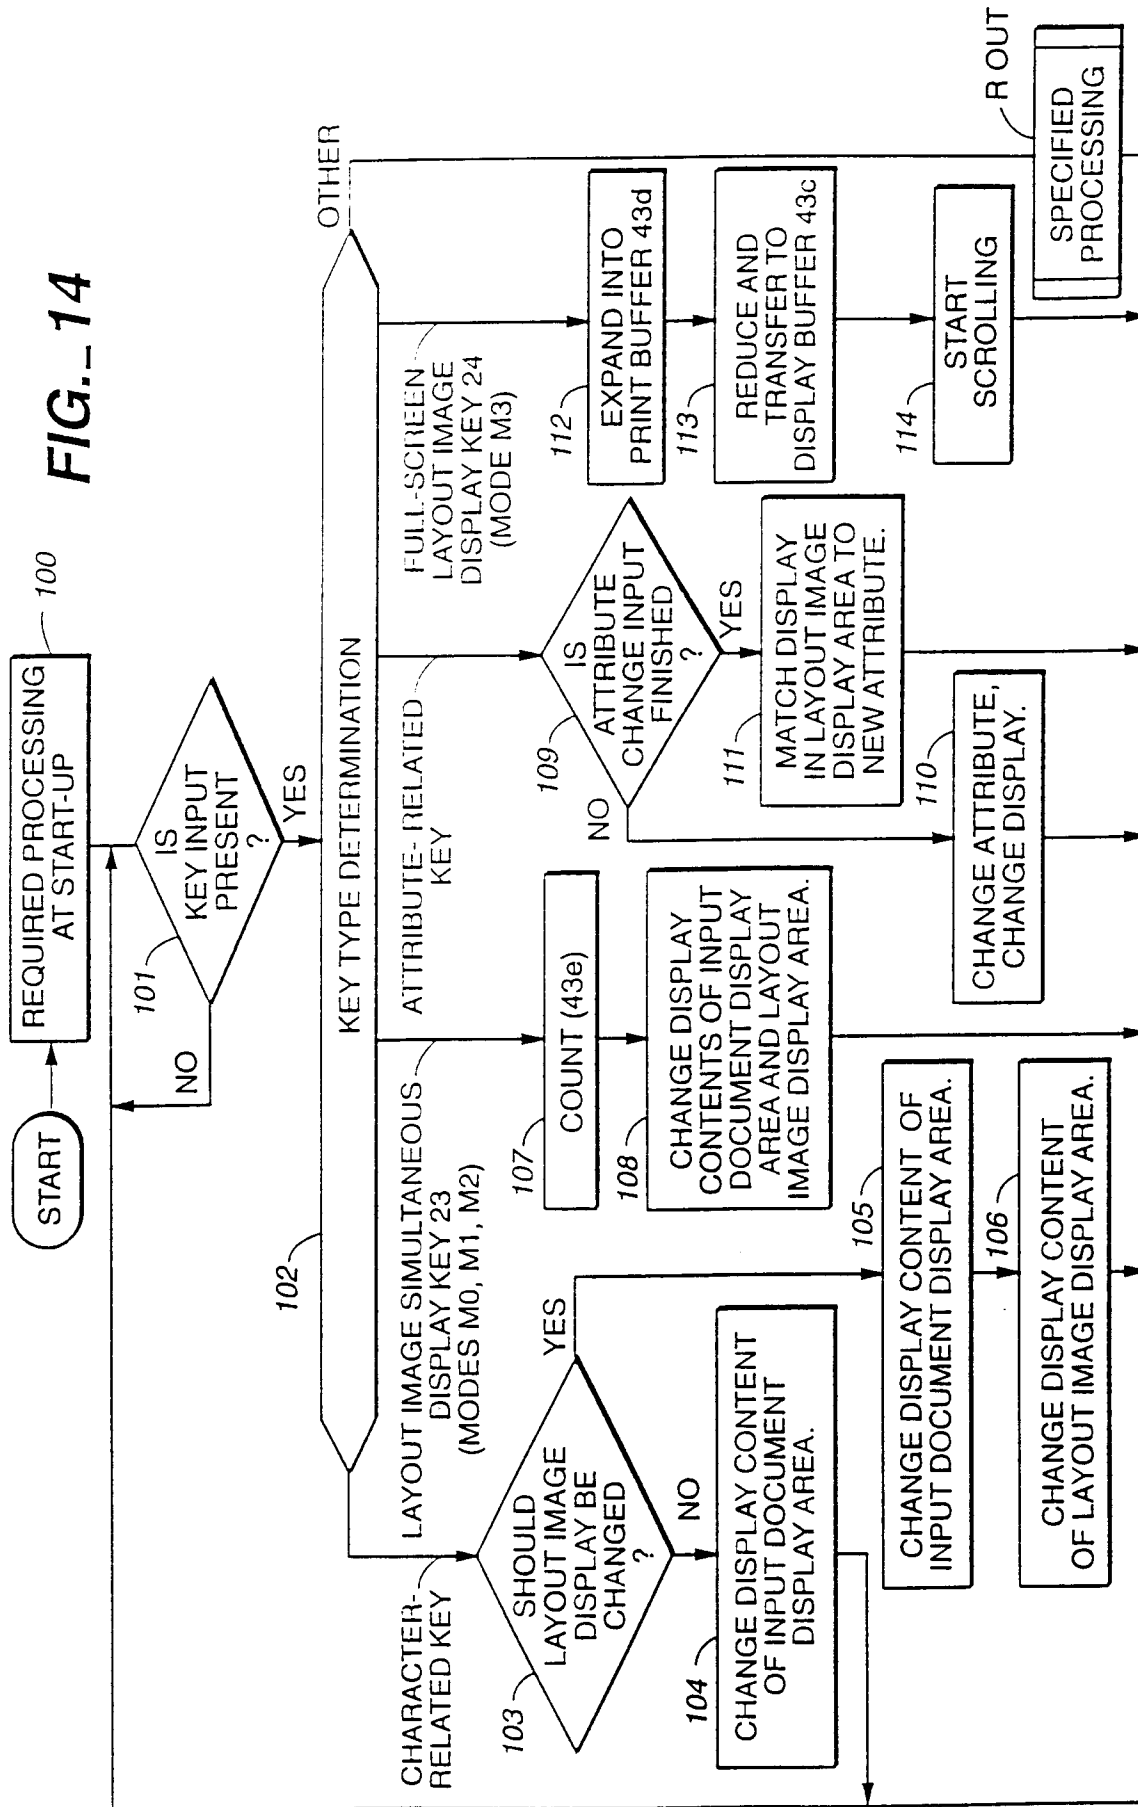 FIG._14
START
REQUIRED PROCESSING
AT START-UP
100
IS
KEY INPUT
PRESENT
?
101
NO
YES
KEY TYPE DETERMINATION
102
CHARACTER-
RELATED KEY
LAYOUT IMAGE SIMULTANEOUS
DISPLAY KEY 23
(MODES M0, M1, M2)
ATTRIBUTE- RELATED
KEY
FULL-SCREEN
LAYOUT IMAGE
DISPLAY KEY 24
(MODE M3)
OTHER
SHOULD
LAYOUT IMAGE
DISPLAY BE
CHANGED
?
103
YES
NO
104
CHANGE DISPLAY CONTENT
OF INPUT DOCUMENT
DISPLAY AREA.
105
CHANGE DISPLAY CONTENT OF
INPUT DOCUMENT DISPLAY AREA.
106
CHANGE DISPLAY CONTENT
OF LAYOUT IMAGE DISPLAY AREA.
107
COUNT (43e)
108
CHANGE DISPLAY
CONTENTS OF INPUT
DOCUMENT DISPLAY
AREA AND LAYOUT
IMAGE DISPLAY AREA.
109
IS
ATTRIBUTE
CHANGE INPUT
FINISHED
?
NO
YES
110
CHANGE ATTRIBUTE,
CHANGE DISPLAY.
111
MATCH DISPLAY
IN LAYOUT IMAGE
DISPLAY AREA TO
NEW ATTRIBUTE.
112
EXPAND INTO
PRINT BUFFER 43d
113
REDUCE AND
TRANSFER TO
DISPLAY BUFFER 43c
114
START
SCROLLING
R OUT
SPECIFIED
PROCESSING